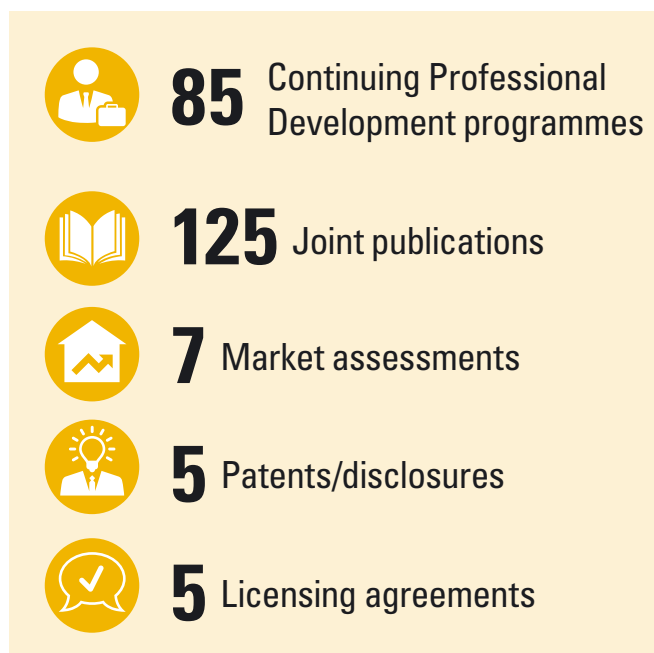 85 Continuing Professional
Development programmes
125 Joint publications
7 Market assessments
5 Patents/disclosures
5 Licensing agreements